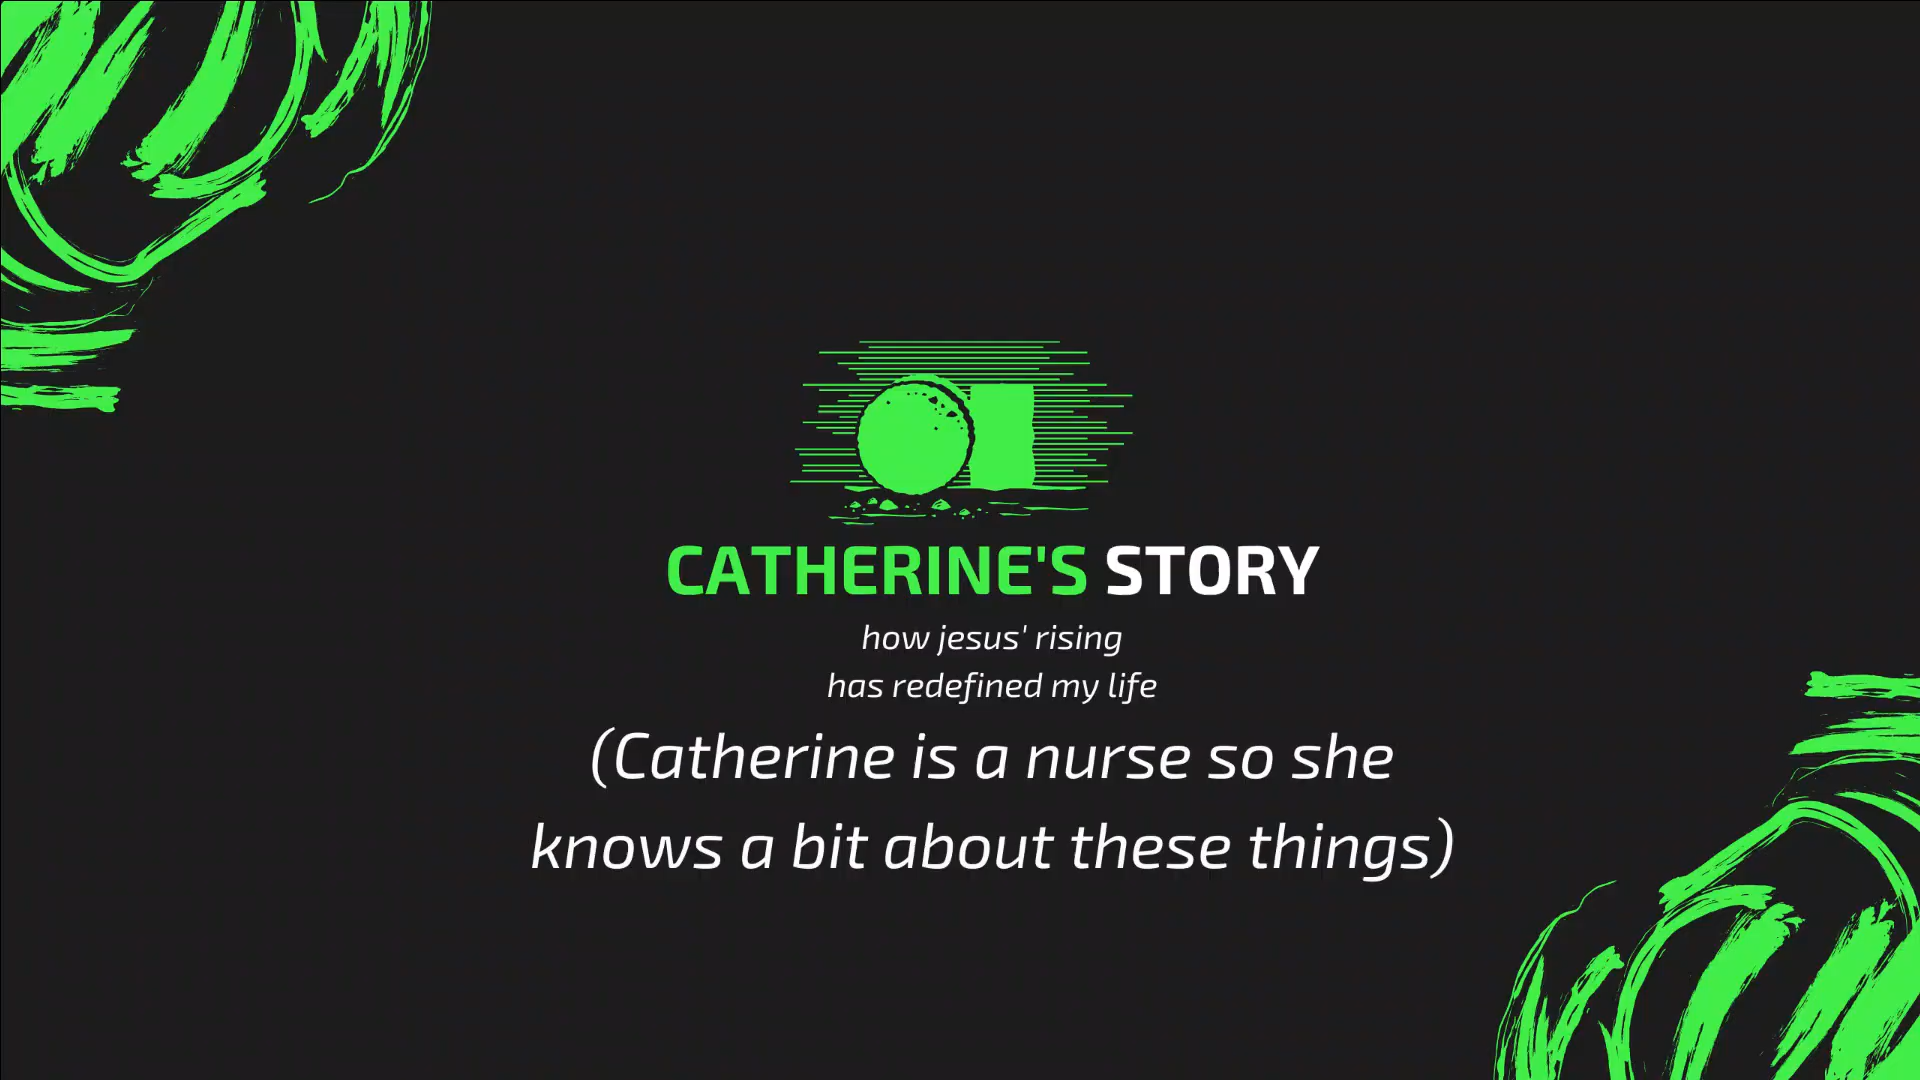 CATHERINE'S STORY
how jesus' rising
has redefined my life
(Catherine is a nurse so she
knows a bit about these things)